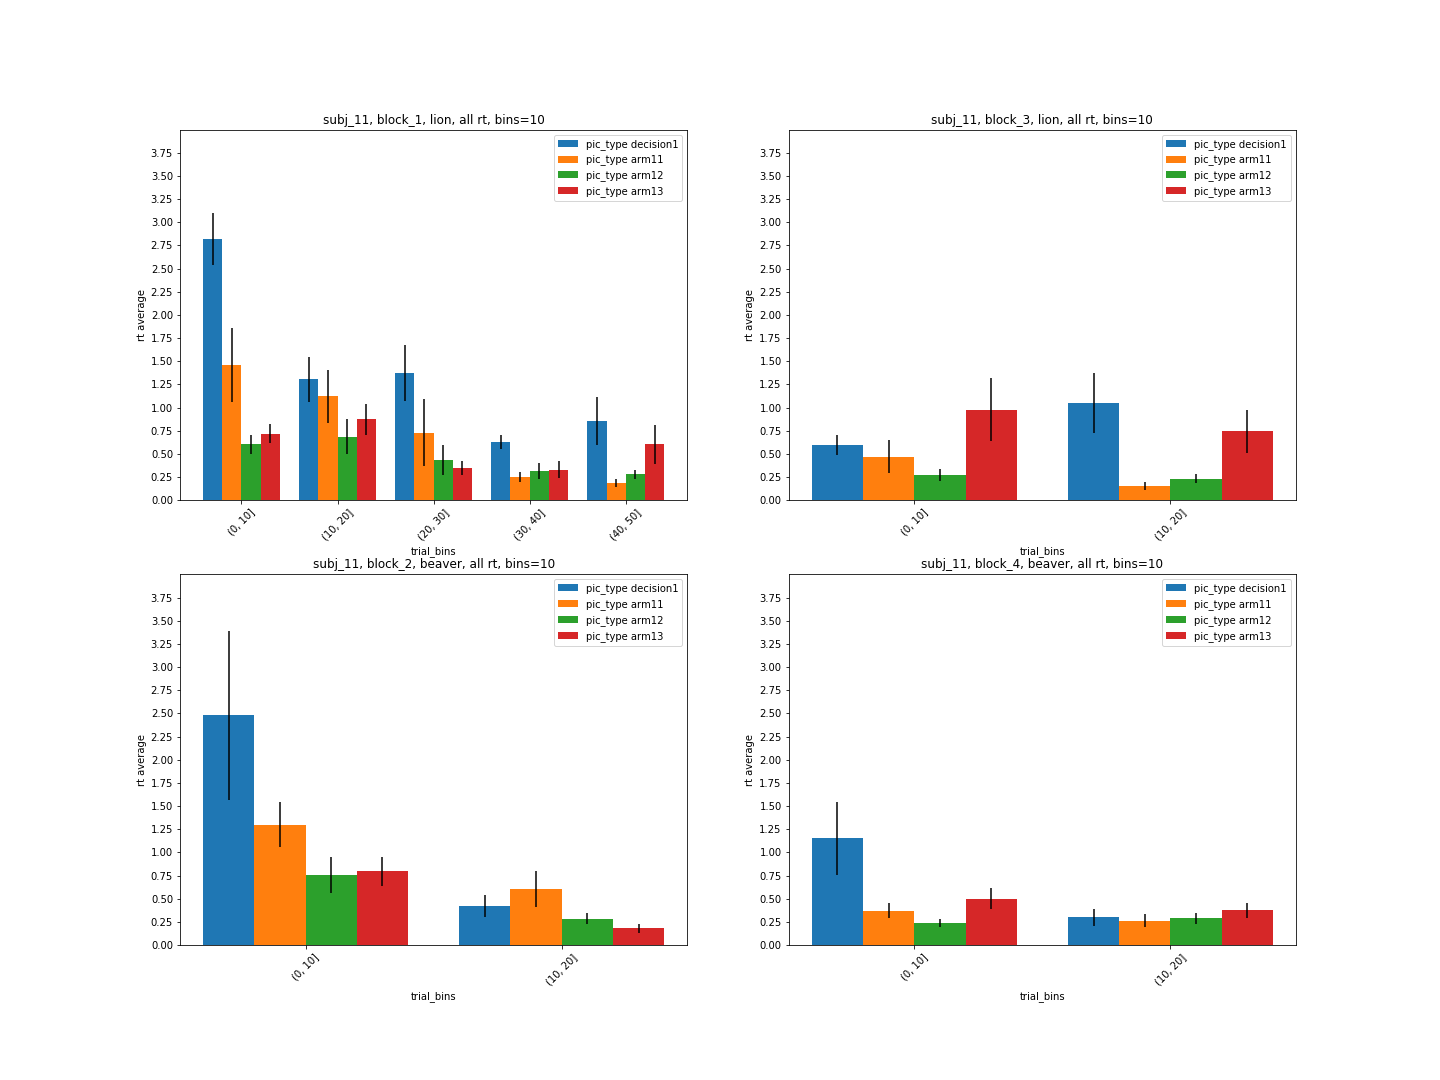 subj_11, block_1, lion, all rt, bins=10
3.75
3.50
3.25
3.00
2.75
2.50
2.25
2.00
1.75
1.50
1.25
1.00
0.75
0.50
0.25
0.00
rt average
pic_type decision1
pic_type arm11
pic_type arm12
pic_type arm13
(0, 10]
(10, 20]
(20, 30]
(30, 40]
(40, 50]
trial_bins
subj_11, block_3, lion, all rt, bins=10
3.75
3.50
3.25
3.00
2.75
2.50
2.25
2.00
1.75
1.50
1.25
1.00
0.75
0.50
0.25
0.00
rt average
pic_type decision1
pic_type arm11
pic_type arm12
pic_type arm13
(0, 10]
(10, 20]
trial_bins
subj_11, block_2, beaver, all rt, bins=10
3.75
3.50
3.25
3.00
2.75
2.50
2.25
2.00
1.75
1.50
1.25
1.00
0.75
0.50
0.25
0.00
rt average
pic_type decision1
pic_type arm11
pic_type arm12
pic_type arm13
(0, 10]
(10, 20]
trial_bins
subj_11, block_4, beaver, all rt, bins=10
3.75
3.50
3.25
3.00
2.75
2.50
2.25
2.00
1.75
1.50
1.25
1.00
0.75
0.50
0.25
0.00
rt average
pic_type decision1
pic_type arm11
pic_type arm12
pic_type arm13
(0, 10]
(10, 20]
trial_bins